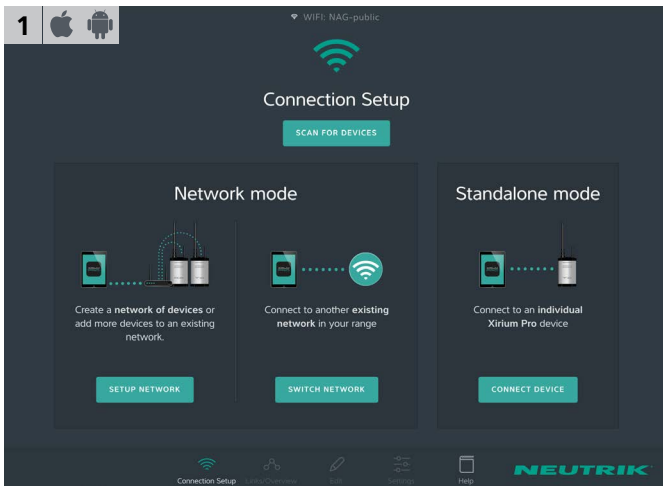 1
WIFI: NAG-public
Connection Setup
SCAN FOR DEVICES
Network mode
Create a network of devices or
add more devices to an existing
network.
SETUP NETWORK
Connect to another existing
network in your range
SWITCH NETWORK
Standalone mode
Connect to an individual
Xirium Pro device
CONNECT DEVICE
Connection Setup
Links/Overview
Edit
Settings
Help
NEUTRIK